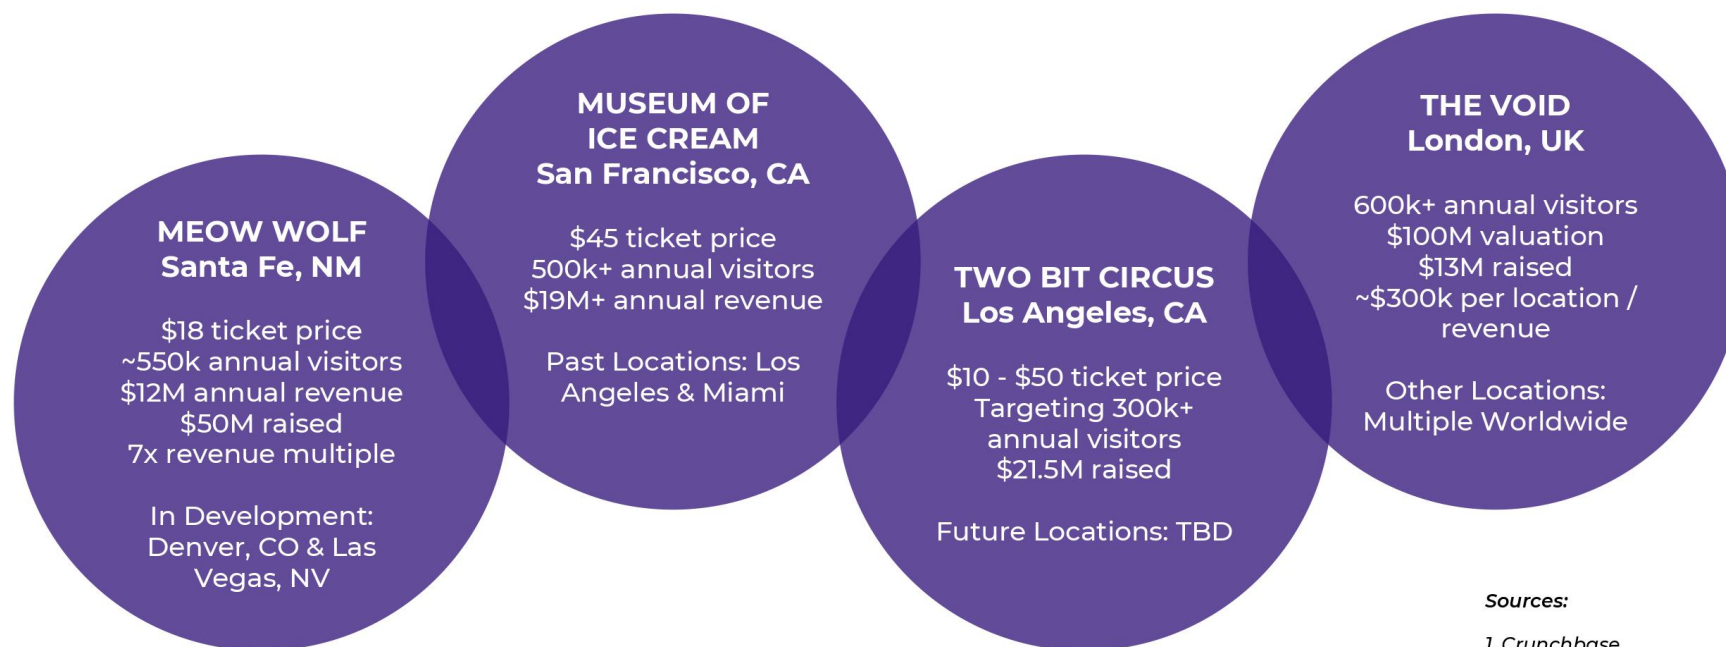 MEOW WOLF
Santa Fe, NM
$18 ticket price
~550k annual visitors
$12M annual revenue
$50M raised
7x revenue multiple
In Development:
Denver, CO & Las
Vegas, NV
MUSEUM OF
ICE CREAM
San Francisco, CA
$45 ticket price
500k+ annual visitors
$19M+ annual revenue
Past Locations: Los
Angeles & Miami
TWO BIT CIRCUS
Los Angeles, CA
$10 - $50 ticket price
Targeting 300k+
annual visitors
$21.5M raised
Future Locations: TBD
THE VOID
London, UK
600k+ annual visitors
$100M valuation
$13M raised
~$300k per location /
revenue
Other Locations:
Multiple Worldwide
Sources:
1. Crunchbase